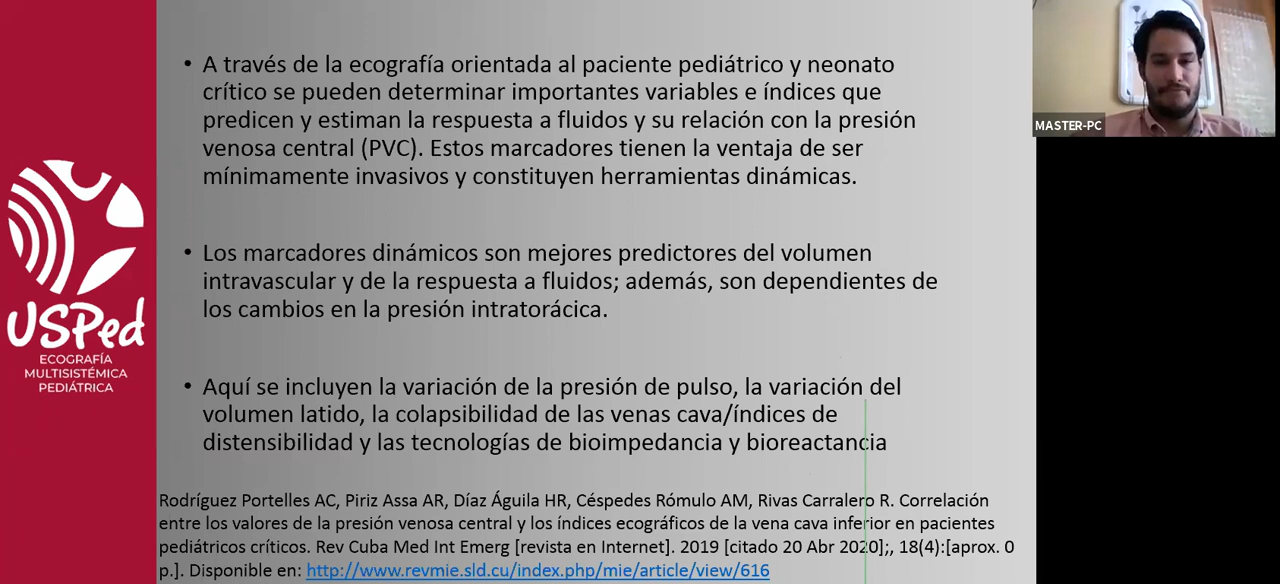 • A través de la ecografía orientada al paciente pediátrico y neonato
crítico se pueden determinar importantes variables e índices que
predicen y estiman la respuesta a fluidos y su relación con la presión
venosa central (PVC). Estos marcadores tienen la ventaja de ser
mínimamente invasivos y constituyen herramientas dinámicas.
• Los marcadores dinámicos son mejores predictores del volumen
intravascular y de la respuesta a fluidos; además, son dependientes de
los cambios en la presión intratorácica.
• Aquí se incluyen la variación de la presión de pulso, la variación del
volumen latido, la colapsibilidad de las venas cava/índices de
distensibilidad y las tecnologías de bioimpedancia y bioreactancia
Rodríguez Portelles AC, Piriz Assa AR, Díaz Águila HR, Céspedes Rómulo AM, Rivas Carralero R. Correlación
entre los valores de la presión venosa central y los índices ecográficos de la vena cava inferior en pacientes
pediátricos críticos. Rev Cuba Med Int Emerg [revista en Internet]. 2019 [citado 20 Abr 2020];, 18(4):[aprox. 0
p.]. Disponible en: http://www.revmie.sld.cu/index.php/mie/article/view/616
USPed
ECOGRAFÍA
MULTISISTÉMICA
PEDIÁTRICA
MASTER-PC